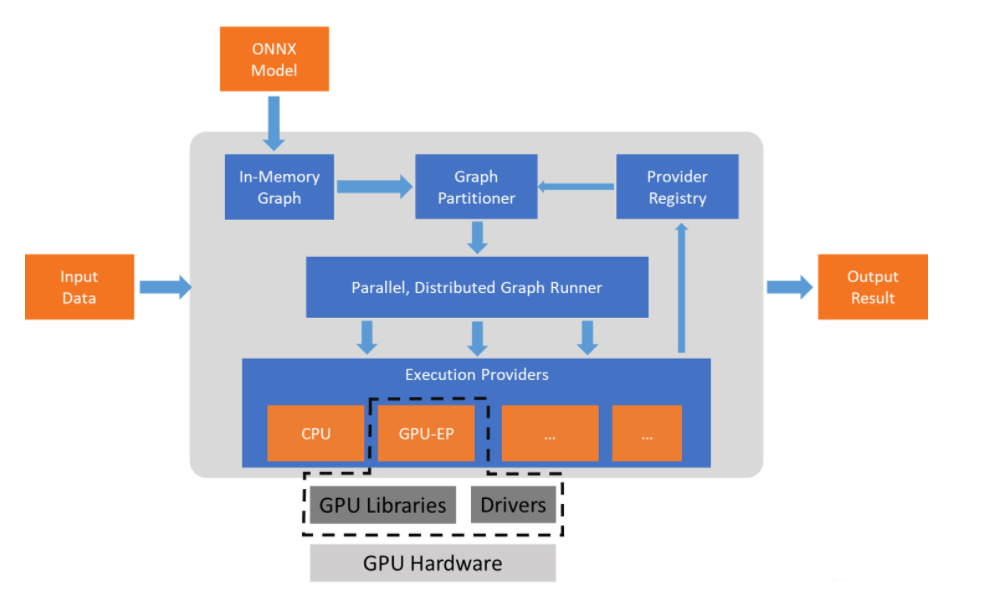 ONNX
Model
In-Memory
Graph
Graph
Partitioner
Provider
Registry
Input
Data
Parallel, Distributed Graph Runner
Output
Result
Execution Providers
CPU
GPU-EP
...
...
GPU Libraries
Drivers
GPU Hardware